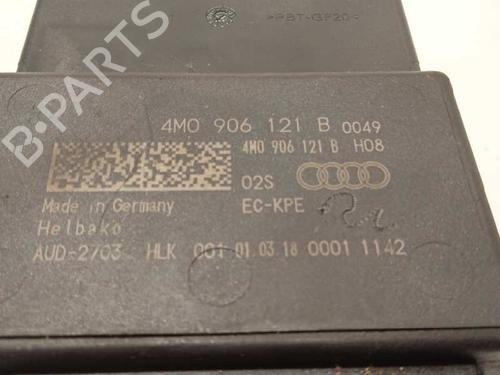 >PBT-GF20<
4M0 906 121 B 0049
4M0 906 121 B H08
02S
Made in Germany EC-KPE
Helbako
AUD-2703 HLK 001 01.03.18 0001 1142
B-PARTS